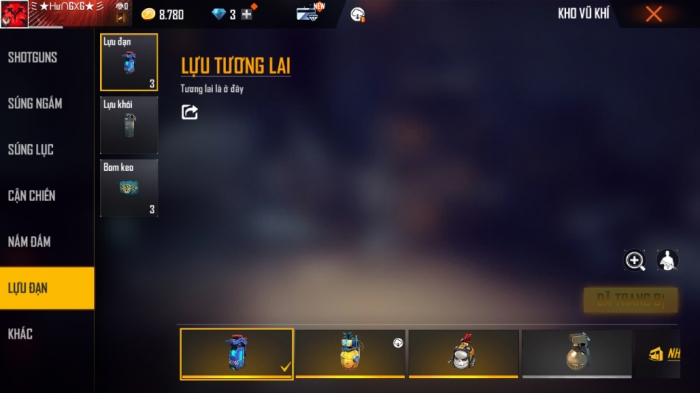 ★HưnGXG★
8.780
3
NEW
KHO VŨ KHÍ
SHOTGUNS
SÚNG NGẮM
SÚNG LỤC
CẬN CHIẾN
NẮM ĐẤM
LỰU ĐẠN
KHÁC
Lựu đạn
3
Lựu khói
Bom keo
3
LỰU TƯƠNG LAI
Tương lai là ở đây
ĐÃ TRANG BỊ